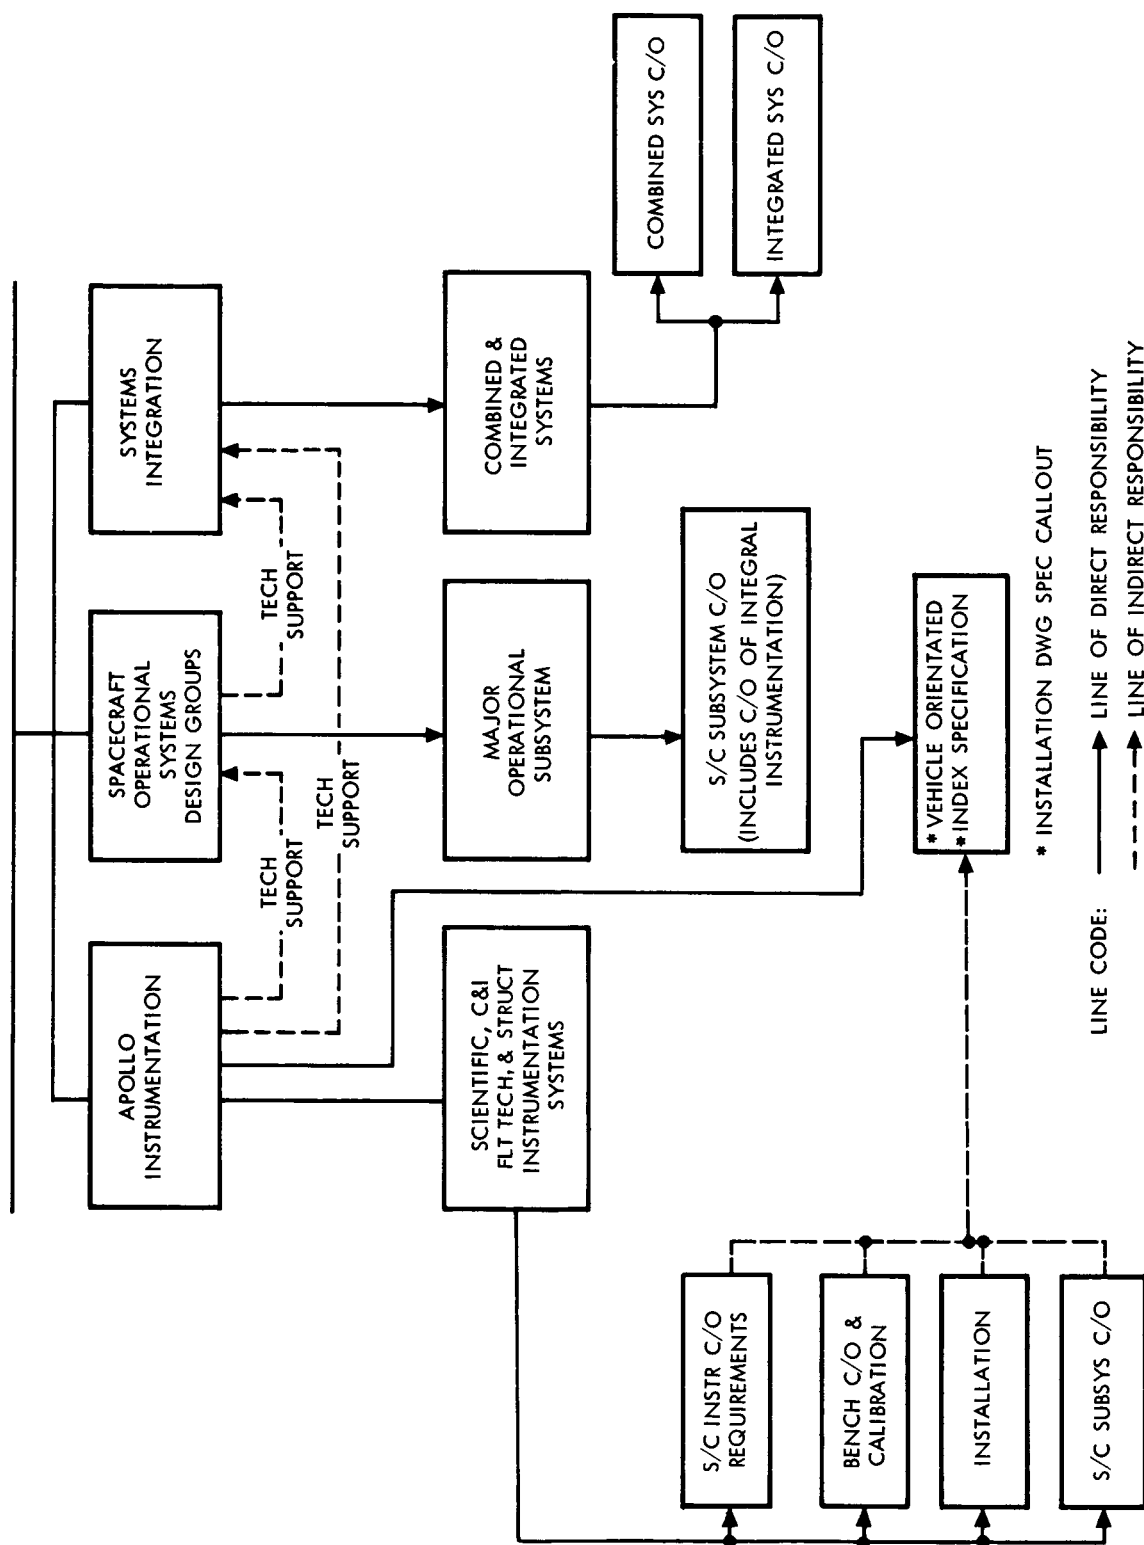 APOLLO
INSTRUMENTATION
SPACECRAFT
OPERATIONAL
SYSTEMS
DESIGN GROUPS
SYSTEMS
INTEGRATION
TECH
SUPPORT
TECH
SUPPORT
TECH
SUPPORT
SCIENTIFIC, C&I
FLT TECH, & STRUCT
INSTRUMENTATION
SYSTEMS
MAJOR
OPERATIONAL
SUBSYSTEM
COMBINED &
INTEGRATED
SYSTEMS
S/C INSTR C/O
REQUIREMENTS
BENCH C/O &
CALIBRATION
INSTALLATION
S/C SUBSYS C/O
S/C SUBSYSTEM C/O
(INCLUDES C/O OF INTEGRAL
INSTRUMENTATION)
COMBINED SYS C/O
INTEGRATED SYS C/O
* VEHICLE ORIENTATED
* INDEX SPECIFICATION
* INSTALLATION DWG SPEC CALLOUT
LINE CODE: LINE OF DIRECT RESPONSIBILITY
LINE OF INDIRECT RESPONSIBILITY